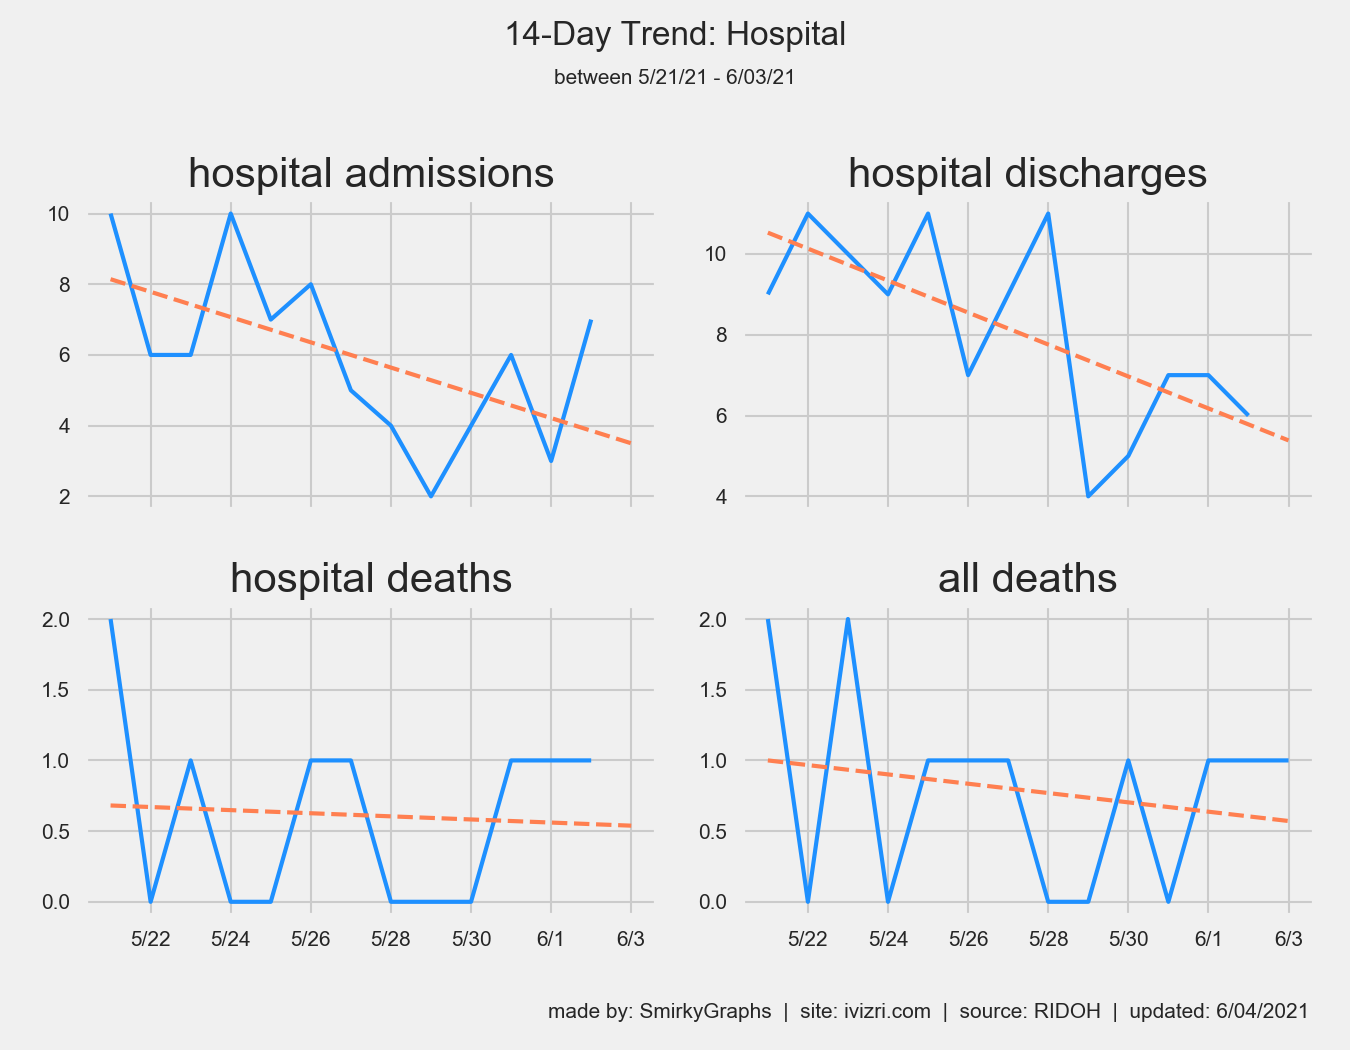 14-Day Trend: Hospital
between 5/21/21 - 6/03/21
hospital admissions
10
8
6
4
2
hospital discharges
10
8
6
4
hospital deaths
2.0
1.5
1.0
0.5
0.0
5/22 5/24 5/26 5/28 5/30 6/1 6/3
all deaths
2.0
1.5
1.0
0.5
0.0
5/22 5/24 5/26 5/28 5/30 6/1 6/3
made by: SmirkyGraphs | site: ivizri.com | source: RIDOH | updated: 6/04/2021